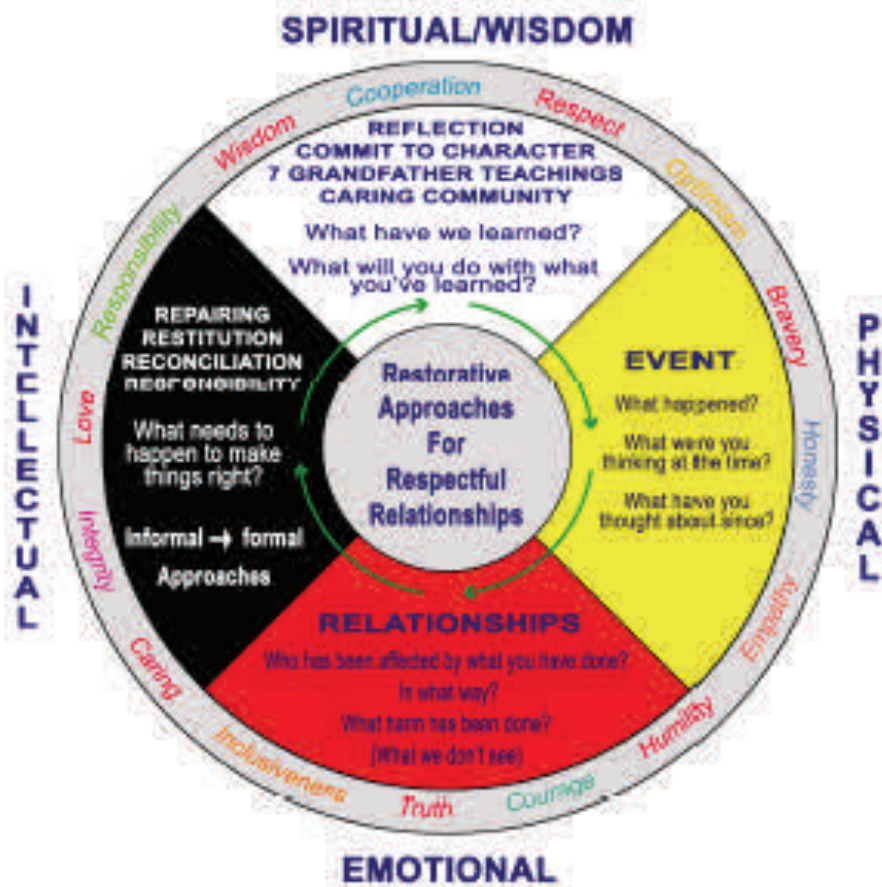 SPIRITUAL/WISDOM
Cooperation
Respect
Optimism
Bravery
Honesty
Empathy
Humility
Courage
Truth
Inclusiveness
Caring
Integrity
Love
Responsibility
Wisdom
REFLECTION
COMMIT TO CHARACTER
7 GRANDFATHER TEACHINGS
CARING COMMUNITY
What have we learned?
What will you do with what
you've learned?
PHYSICAL
EVENT
What happened?
What were you
thinking at the time?
What have you
thought about since?
RELATIONSHIPS
Who has been affected by what you have done?
In what way?
What harm has been done?
(What we don't see)
EMOTIONAL
INTELLECTUAL
REPAIRING
RESTITUTION
RECONCILIATION
RESPONSIBILITY
What needs to
happen to make
things right?
Informal → formal
Approaches
Restorative
Approaches
For
Respectful
Relationships